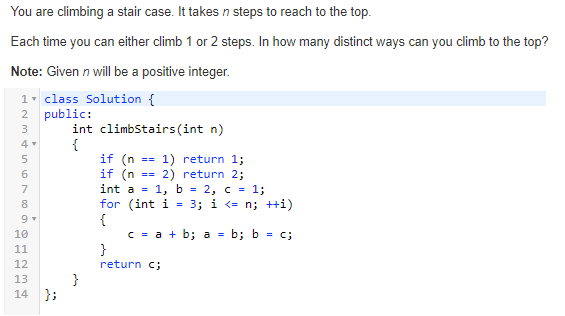 You are climbing a stair case. It takes n steps to reach to the top.
Each time you can either climb 1 or 2 steps. In how many distinct ways can you climb to the top?
Note: Given n will be a positive integer.
1 class Solution {
2 public:
3     int climbStairs(int n)
4     {
5         if (n == 1) return 1;
6         if (n == 2) return 2;
7         int a = 1, b = 2, c = 1;
8         for (int i = 3; i <= n; ++i)
9         {
10             c = a + b; a = b; b = c;
11         }
12         return c;
13     }
14 };